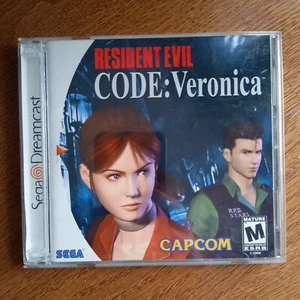 RESIDENT EVIL
CODE:Veronica
Sega Dreamcast
R.P.D.
S.T.A.R.S.
MATURE
M
ESRB
SEGA
CAPCOM